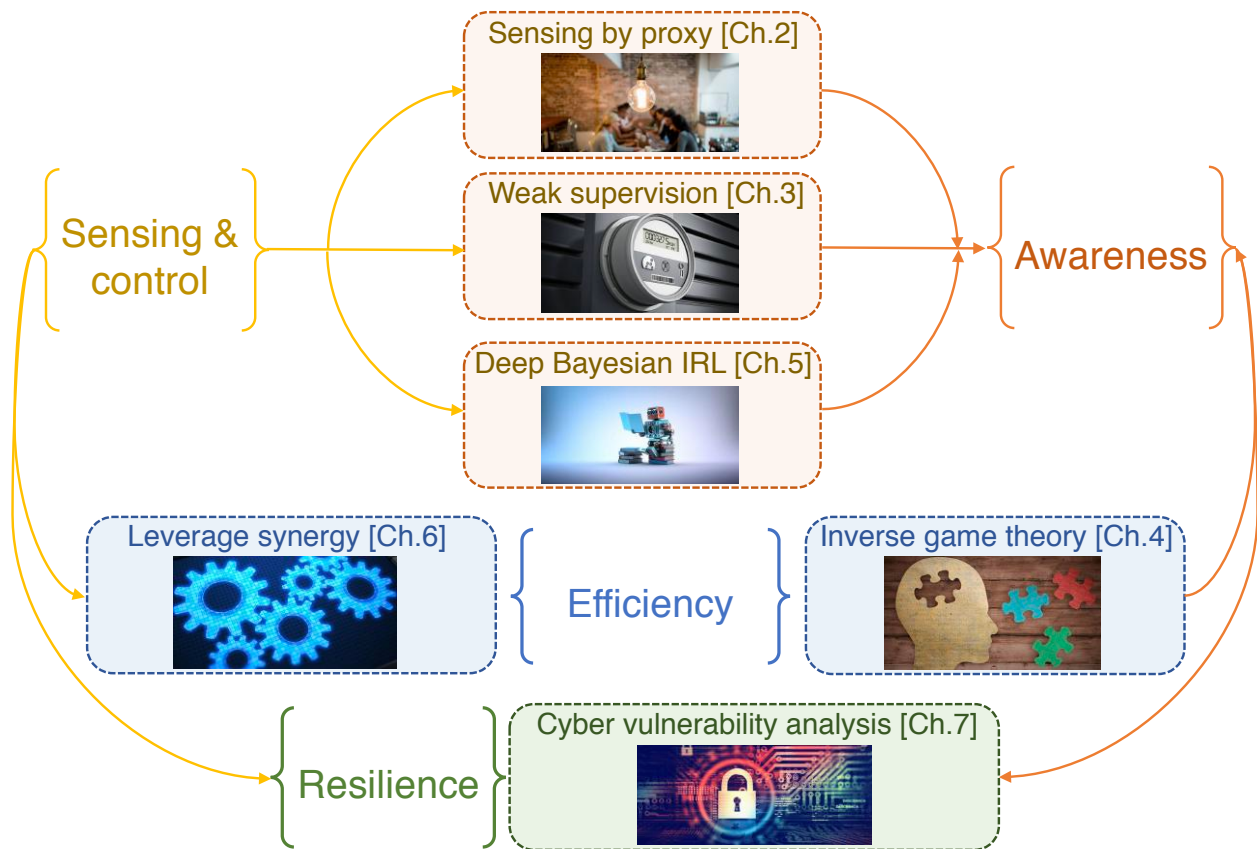 Sensing by proxy [Ch.2]
Weak supervision [Ch.3]
Sensing &
control
Awareness
Deep Bayesian IRL [Ch.5]
Leverage synergy [Ch.6]
Efficiency
Inverse game theory [Ch.4]
Cyber vulnerability analysis [Ch.7]
Resilience